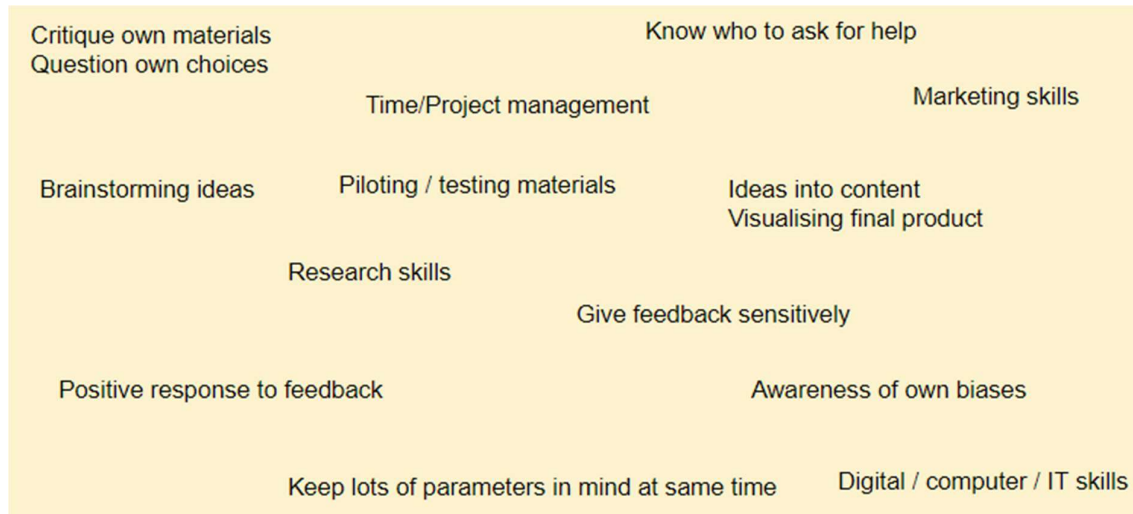 Critique own materials
Question own choices
Know who to ask for help
Time/Project management
Marketing skills
Brainstorming ideas
Piloting / testing materials
Ideas into content
Visualising final product
Research skills
Give feedback sensitively
Positive response to feedback
Awareness of own biases
Keep lots of parameters in mind at same time
Digital / computer / IT skills